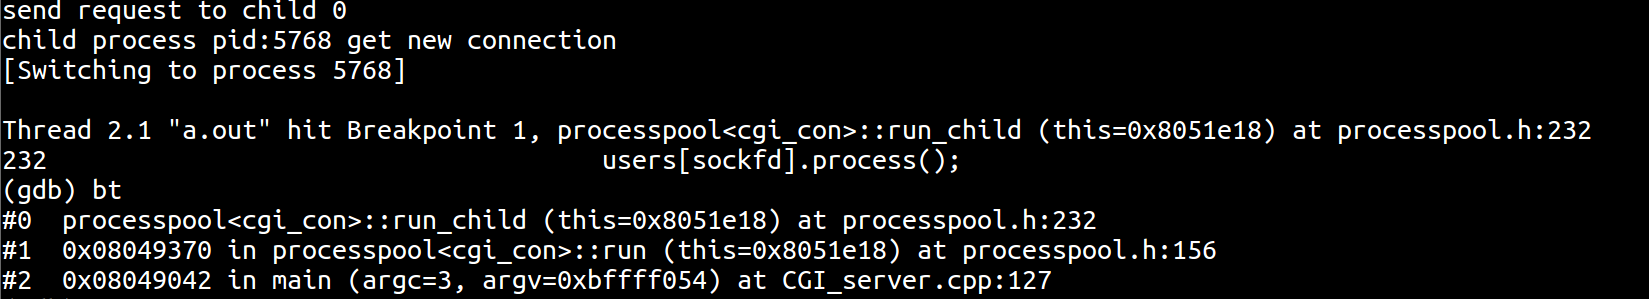 send request to child 0
child process pid:5768 get new connection
[Switching to process 5768]
Thread 2.1 "a.out" hit Breakpoint 1, processpool<cgi_con>::run_child (this=0x8051e18) at processpool.h:232
232                                     users[sockfd].process();
(gdb) bt
#0  processpool<cgi_con>::run_child (this=0x8051e18) at processpool.h:232
#1  0x08049370 in processpool<cgi_con>::run (this=0x8051e18) at processpool.h:156
#2  0x08049042 in main (argc=3, argv=0xbffff054) at CGI_server.cpp:127